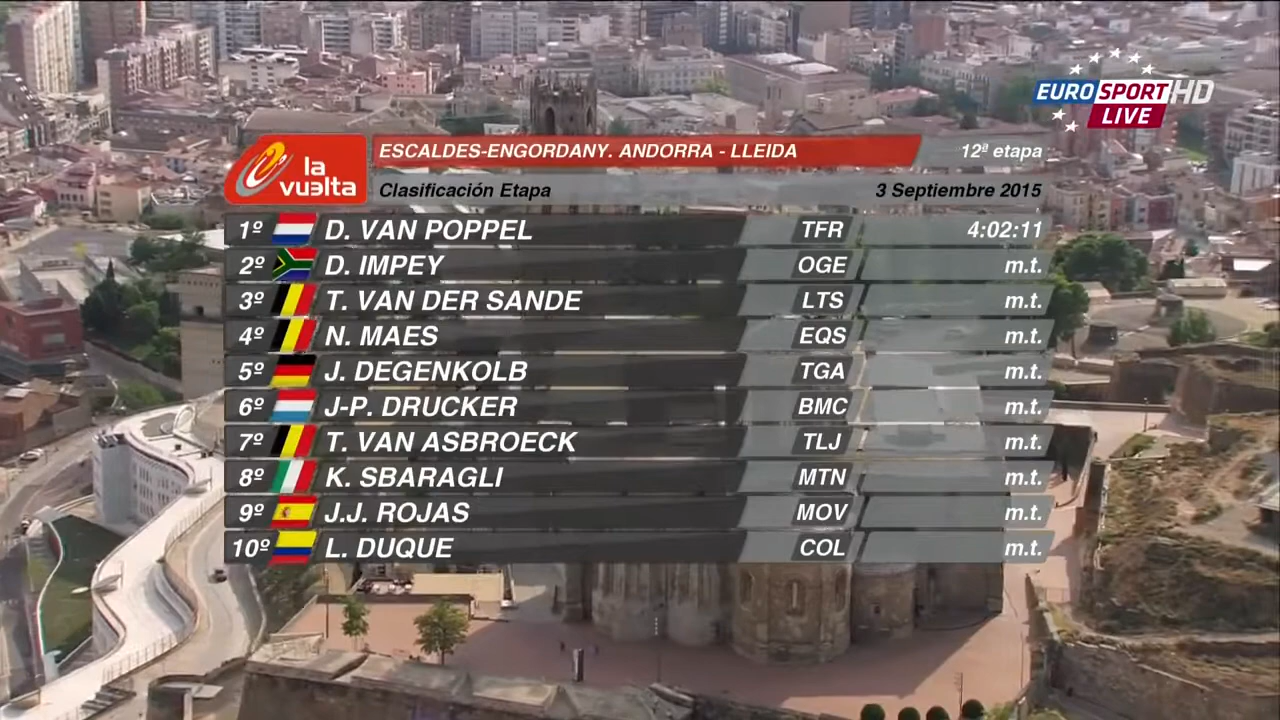 EUROSPORT HD
LIVE
la vuelta
ESCALDES-ENGORDANY. ANDORRA - LLEIDA 12ª etapa
Clasificación Etapa 3 Septiembre 2015
1º D. VAN POPPEL TFR 4:02:11
2º D. IMPEY OGE m.t.
3º T. VAN DER SANDE LTS m.t.
4º N. MAES EQS m.t.
5º J. DEGENKOLB TGA m.t.
6º J-P. DRUCKER BMC m.t.
7º T. VAN ASBROECK TLJ m.t.
8º K. SBARAGLI MTN m.t.
9º J.J. ROJAS MOV m.t.
10º L. DUQUE COL m.t.